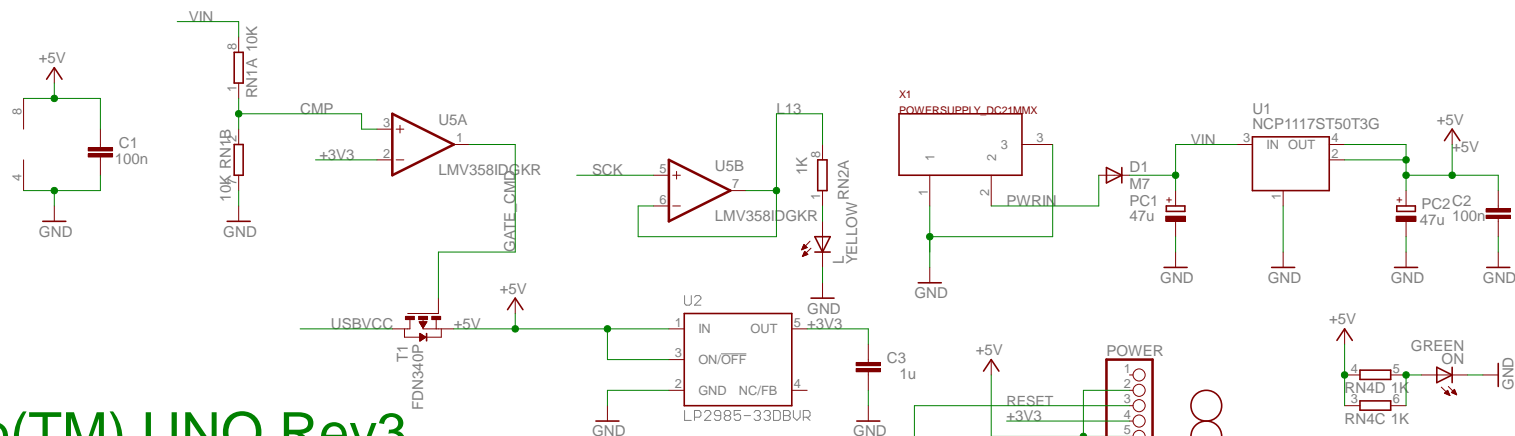 VIN
8
RN1A 10K
1
+5V
8
C1
100n
4
GND
CMP
2
10K RN1B
7
GND
3
+
+3V3
2
−
U5A
1
LMV358IDGKR
GATE_CMD
SCK
5
+
6
−
U5B
7
LMV358IDGKR
L13
8
1K
RN2A
1
L
YELLOW
GND
X1
POWERSUPPLY_DC21MMX
3
3
1
2
1
2
PWRIN
GND
D1
M7
PC1
47u
+
GND
VIN
U1
NCP1117ST50T3G
3
IN OUT
4
2
1
GND
+5V
+5V
+
PC2
47u
C2
100n
GND
GND
USBVCC
T1
FDN340P
+5V
+5V
U2
1
IN
OUT
5
+3V3
3
ON/OFF
2
GND
NC/FB
4
LP2985-33DBVR
GND
C3
1u
GND
+5V
POWER
1
2
RESET
3
+3V3
4
5
+5V
GREEN
ON
4
5
RN4D 1K
3
6
RN4C 1K
GND
(TM) UNO Rev3